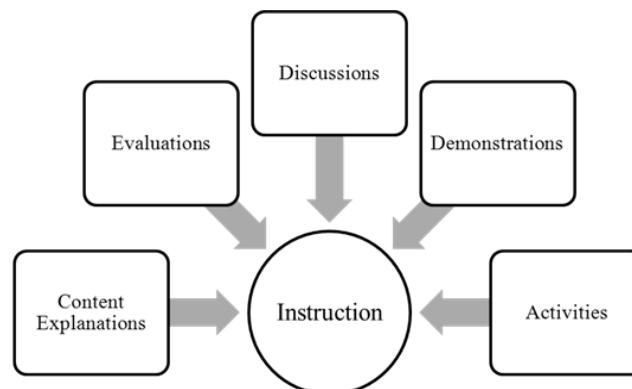 Discussions
Evaluations
Demonstrations
Content
Explanations
Instruction
Activities